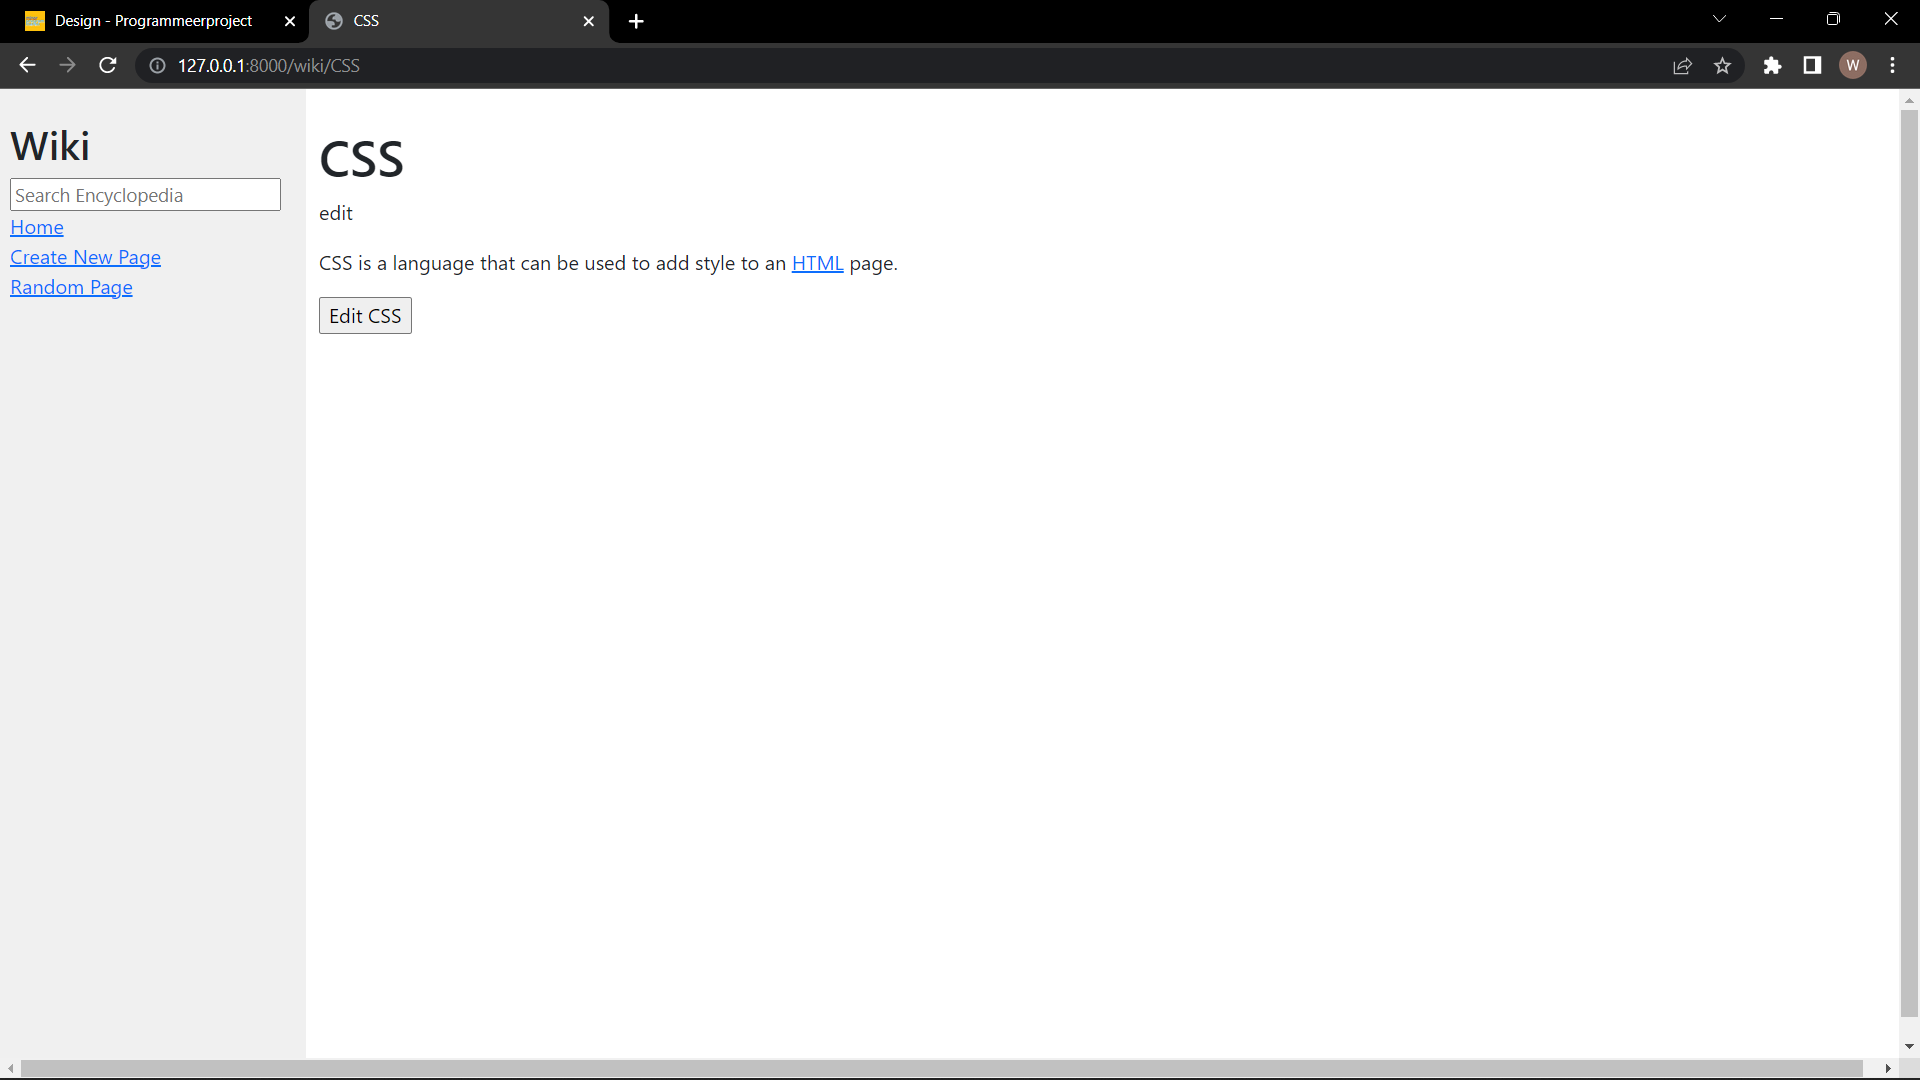 Design - Programmeerproject
CSS
127.0.0.1:8000/wiki/CSS
W
Wiki
Search Encyclopedia
Home
Create New Page
Random Page
CSS
edit
CSS is a language that can be used to add style to an HTML page.
Edit CSS